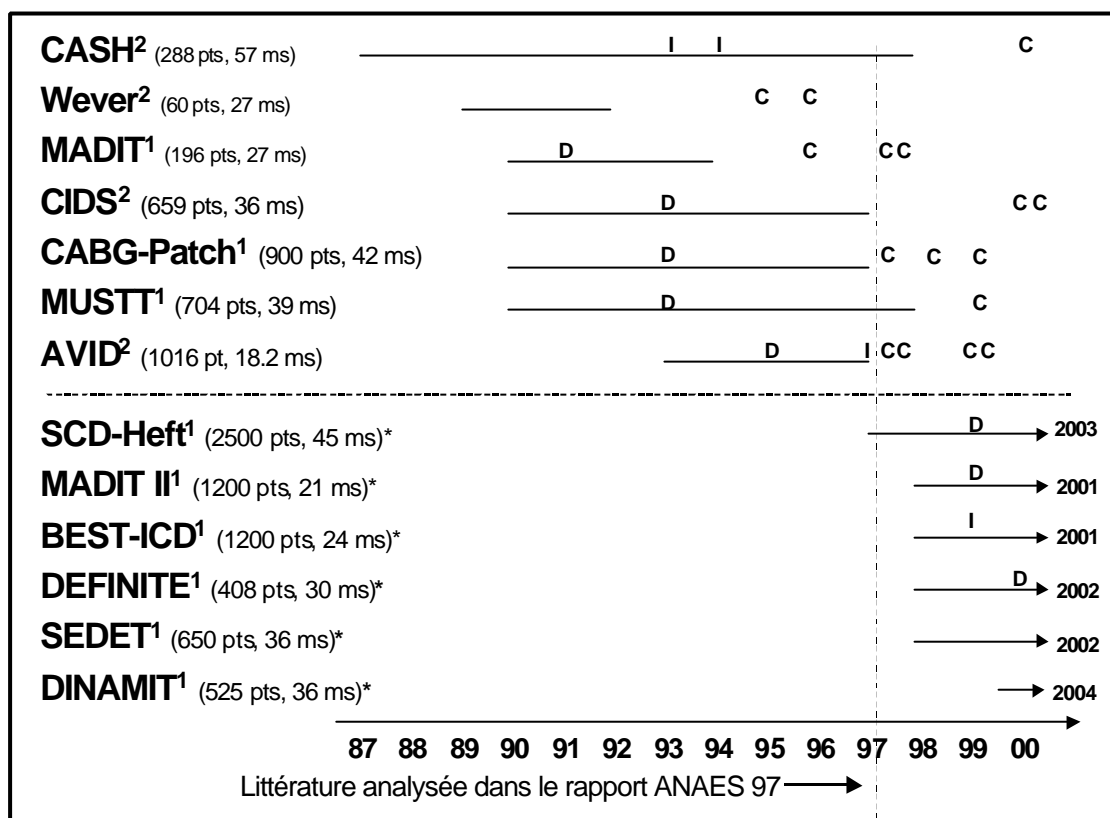 CASH² (288 pts, 57 ms) I I C
Wever² (60 pts, 27 ms) C C
MADIT¹ (196 pts, 27 ms) D C C C
CIDS² (659 pts, 36 ms) D C C
CABG-Patch¹ (900 pts, 42 ms) D C C C
MUSTT¹ (704 pts, 39 ms) D C
AVID² (1016 pt, 18.2 ms) D I C C C C
SCD-Heft¹ (2500 pts, 45 ms)* D 2003
MADIT II¹ (1200 pts, 21 ms)* D 2001
BEST-ICD¹ (1200 pts, 24 ms)* I 2001
DEFINITE¹ (408 pts, 30 ms)* D 2002
SEDET¹ (650 pts, 36 ms)* 2002
DINAMIT¹ (525 pts, 36 ms)* 2004
87 88 89 90 91 92 93 94 95 96 97 98 99 00
Littérature analysée dans le rapport ANAES 97